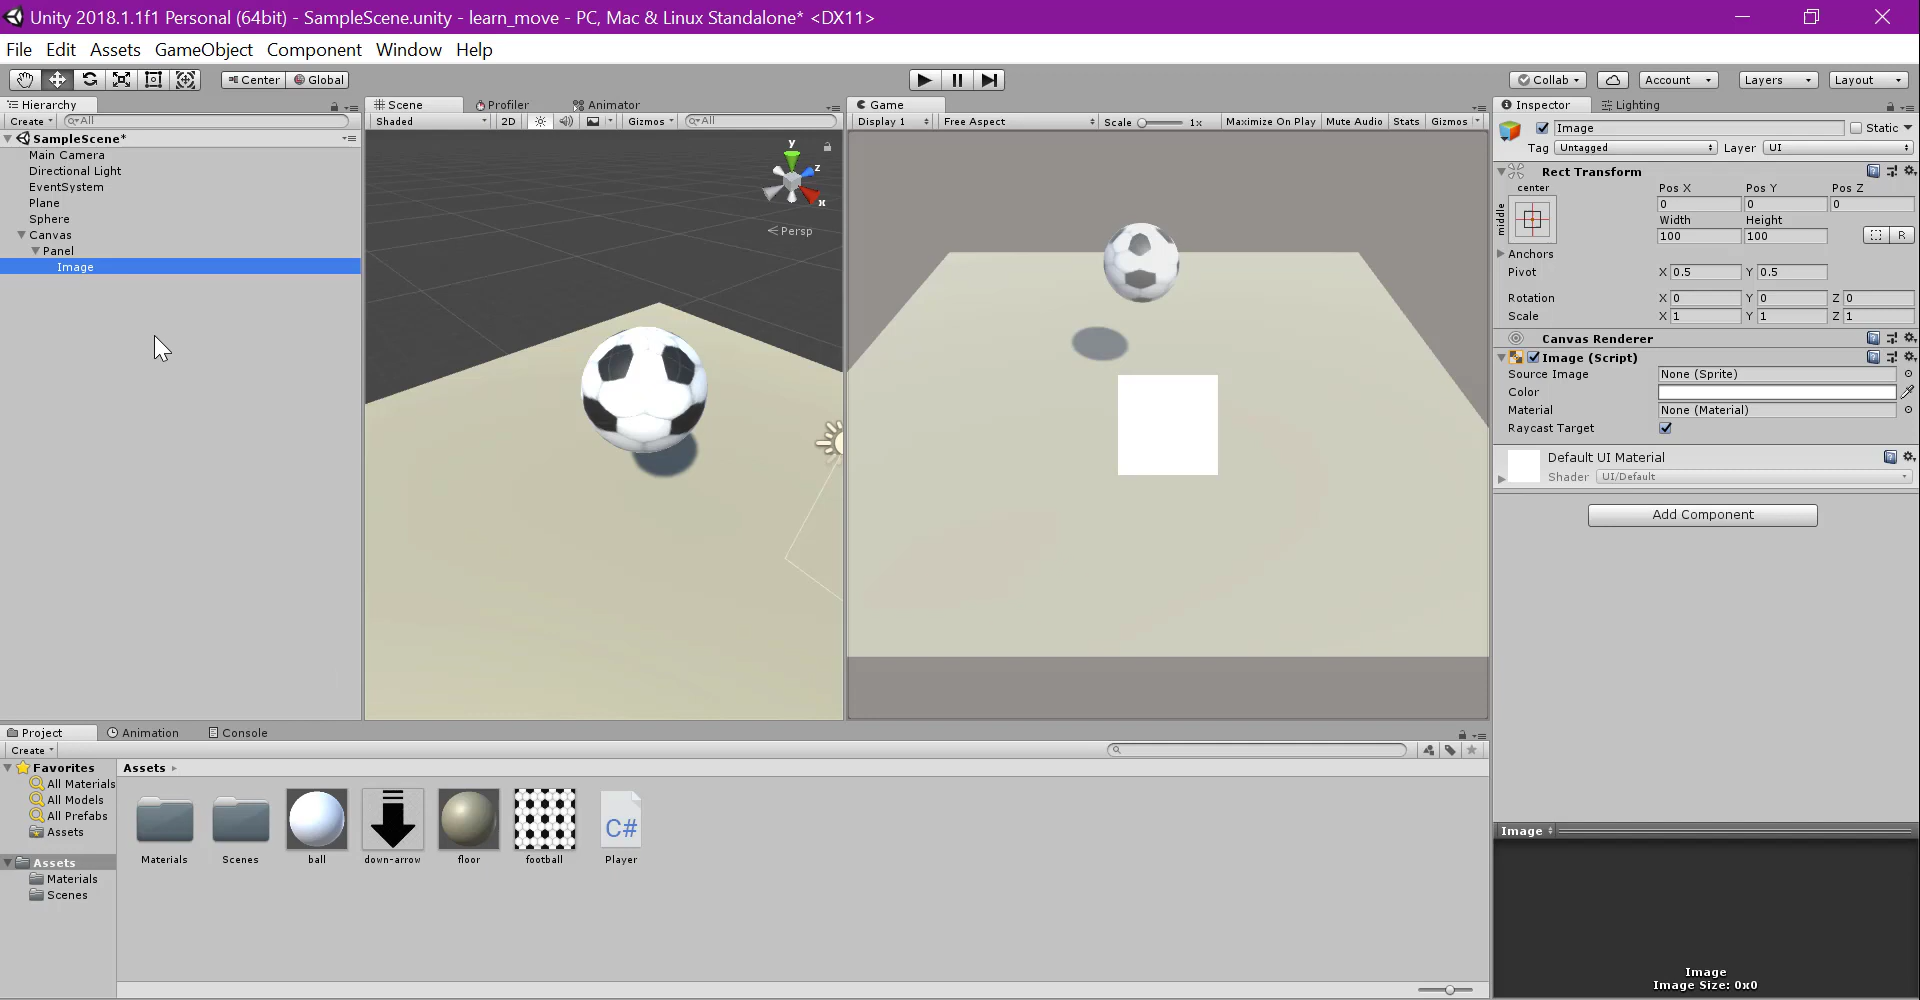 Unity 2018.1.1f1 Personal (64bit) - SampleScene.unity - learn_move - PC, Mac & Linux Standalone* <DX11>
File Edit Assets GameObject Component Window Help
Center Global Collab Account Layers Layout
Hierarchy
Create All
SampleScene*
Main Camera
Directional Light
EventSystem
Plane
Sphere
Canvas
Panel
Image
Scene Profiler Animator
Shaded 2D Gizmos All
y
z
x
Persp
Game
Display 1 Free Aspect Scale 1x Maximize On Play Mute Audio Stats Gizmos
Inspector Lighting
Image Static
Tag Untagged Layer UI
Rect Transform
center Pos X Pos Y Pos Z
middle 0 0 0
Width Height
100 100 R
Anchors
Pivot X 0.5 Y 0.5
Rotation X 0 Y 0 Z 0
Scale X 1 Y 1 Z 1
Canvas Renderer
Image (Script)
Source Image None (Sprite)
Color
Material None (Material)
Raycast Target
Default UI Material
Shader UI/Default
Add Component
Project Animation Console
Create
Favorites
All Materials
All Models
All Prefabs
Assets
Assets
Materials
Scenes
Assets
C#
Materials Scenes ball down-arrow floor football Player
Image
Image
Image Size: 0x0